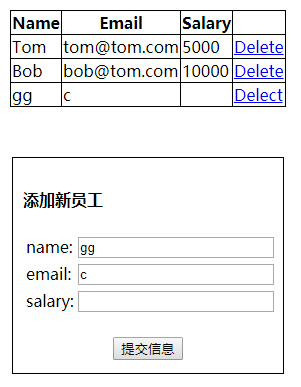 Name Email Salary
Tom tom@tom.com 5000 Delete
Bob bob@tom.com 10000 Delete
gg c Delect
添加新员工
name: gg
email: c
salary:
提交信息